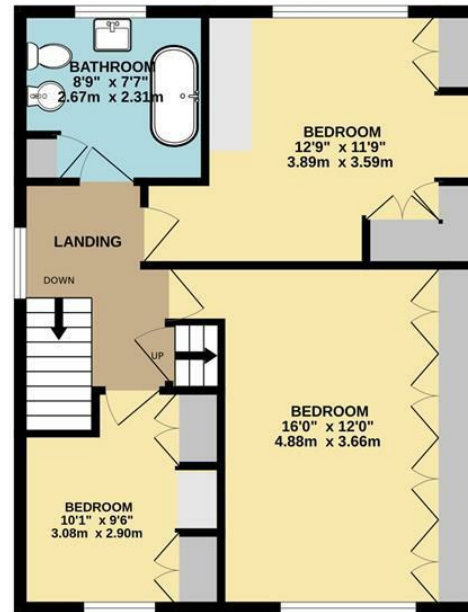 BATHROOM
8'9" x 7'7"
2.67m x 2.31m
BEDROOM
12'9" x 11'9"
3.89m x 3.59m
LANDING
DOWN
UP
BEDROOM
16'0" x 12'0"
4.88m x 3.66m
BEDROOM
10'1" x 9'6"
3.08m x 2.90m